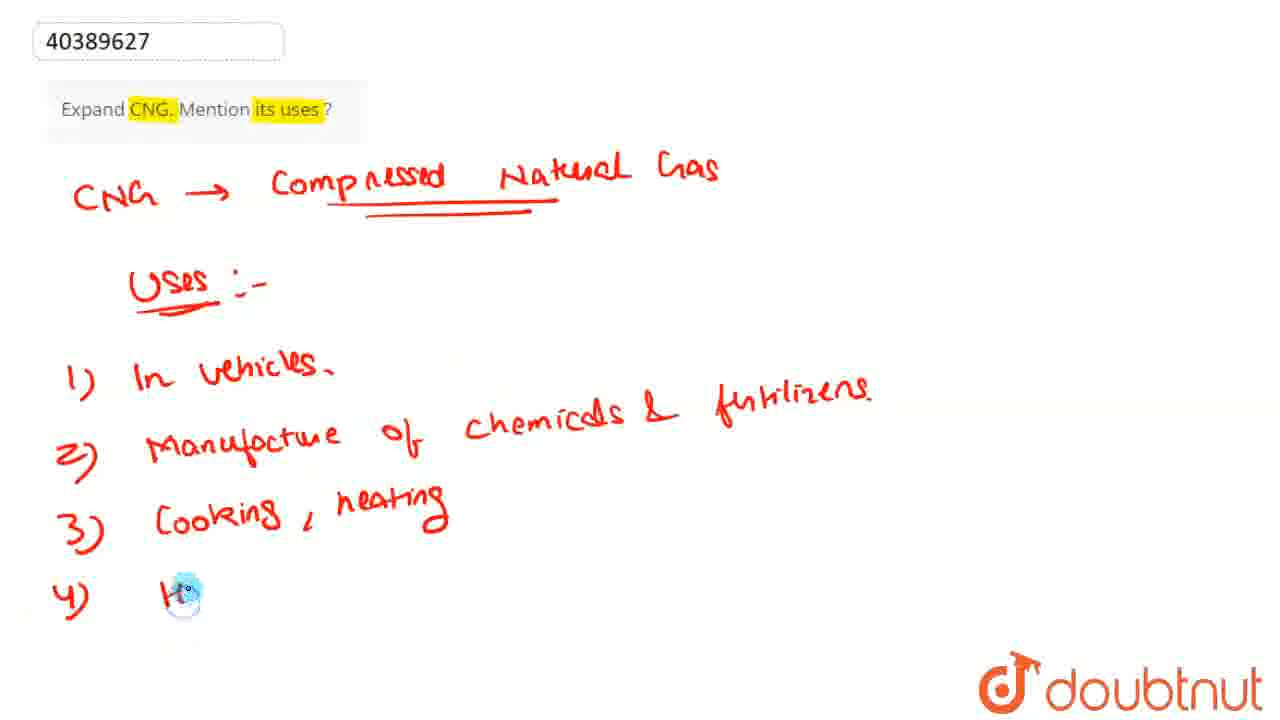 40389627
Expand CNG. Mention its uses ?
CNG → Compressed Natural Gas
Uses :-
1) In vehicles.
2) Manufacture of chemicals & fertilizers.
3) Cooking, heating
4) H
doubtnut